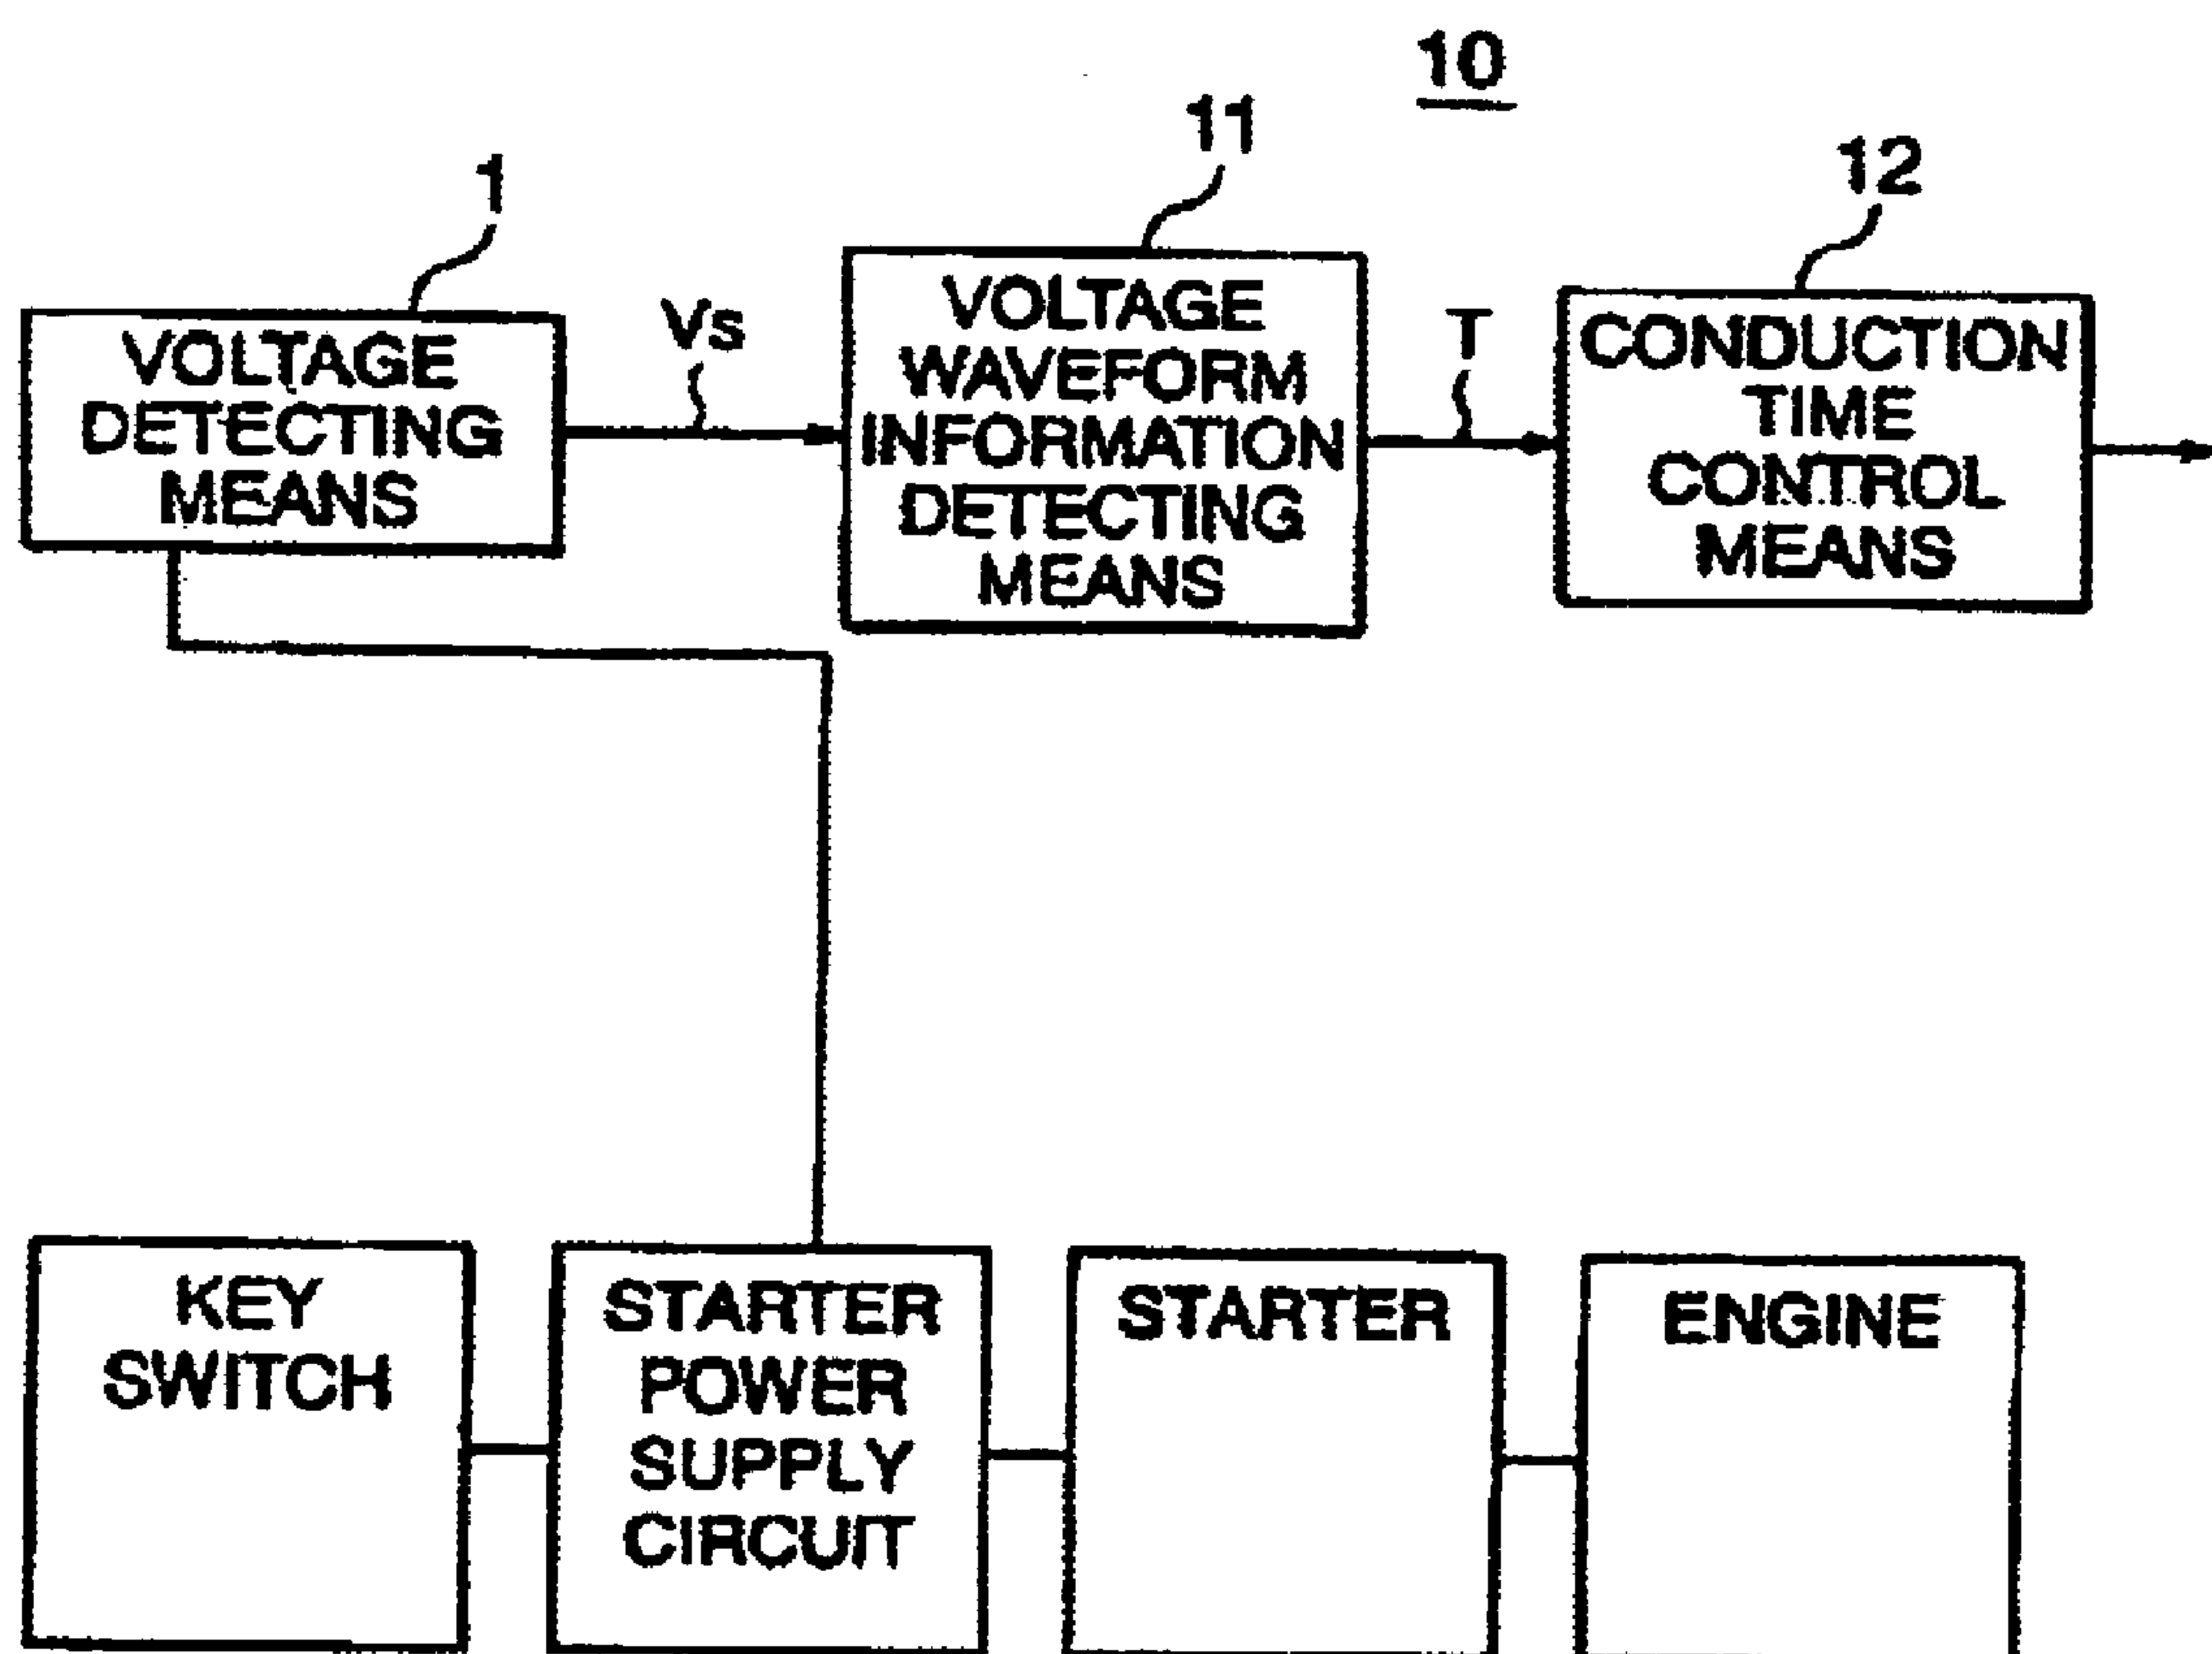 10
1
11
12
VOLTAGE
DETECTING
MEANS
Vs
VOLTAGE
WAVEFORM
INFORMATION
DETECTING
MEANS
T
CONDUCTION
TIME
CONTROL
MEANS
KEY
SWITCH
STARTER
POWER
SUPPLY
CIRCUIT
STARTER
ENGINE